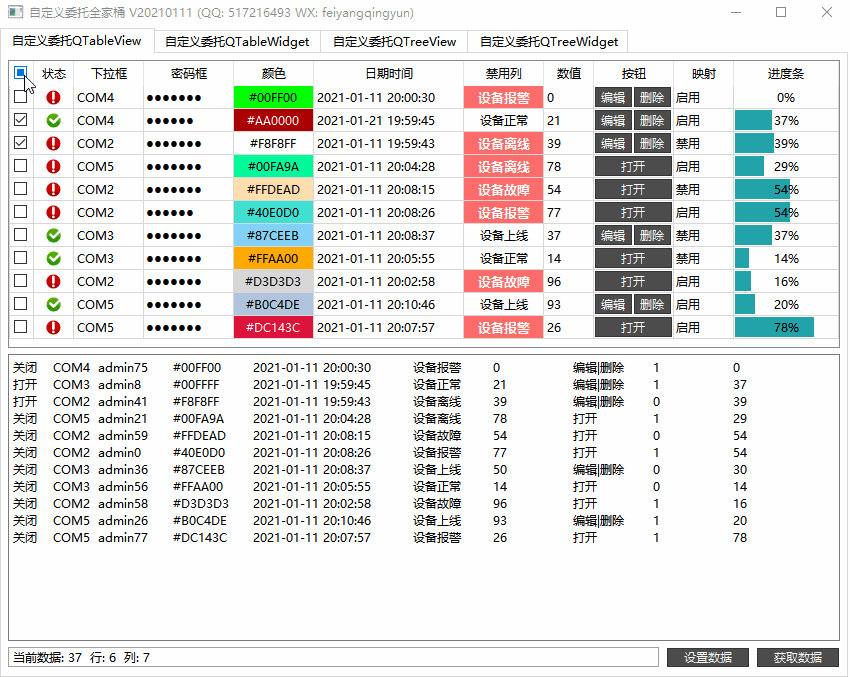 自定义委托全家桶 V20210111 (QQ: 517216493 WX: feiyangqingyun)
自定义委托QTableView 自定义委托QTableWidget 自定义委托QTreeView 自定义委托QTreeWidget
状态 下拉框 密码框 颜色 日期时间 禁用列 数值 按钮 映射 进度条
COM4 ●●●●●●● #00FF00 2021-01-11 20:00:30 设备报警 0 编辑 删除 启用 0%
COM4 ●●●●●● #AA0000 2021-01-21 19:59:45 设备正常 21 编辑 删除 启用 37%
COM2 ●●●●●●● #F8F8FF 2021-01-11 19:59:43 设备离线 39 编辑 删除 禁用 39%
COM5 ●●●●●●● #00FA9A 2021-01-11 20:04:28 设备离线 78 打开 启用 29%
COM2 ●●●●●●● #FFDEAD 2021-01-11 20:08:15 设备故障 54 打开 禁用 54%
COM2 ●●●●●● #40E0D0 2021-01-11 20:08:26 设备报警 77 打开 启用 54%
COM3 ●●●●●●● #87CEEB 2021-01-11 20:08:37 设备上线 37 编辑 删除 禁用 37%
COM3 ●●●●●●● #FFAA00 2021-01-11 20:05:55 设备正常 14 打开 禁用 14%
COM2 ●●●●●●● #D3D3D3 2021-01-11 20:02:58 设备故障 96 打开 启用 16%
COM5 ●●●●●●● #B0C4DE 2021-01-11 20:10:46 设备上线 93 编辑 删除 启用 20%
COM5 ●●●●●●● #DC143C 2021-01-11 20:07:57 设备报警 26 打开 启用 78%
关闭 COM4 admin75 #00FF00 2021-01-11 20:00:30 设备报警 0 编辑|删除 1 0
打开 COM3 admin8 #00FFFF 2021-01-11 19:59:45 设备正常 21 编辑|删除 1 37
打开 COM2 admin41 #F8F8FF 2021-01-11 19:59:43 设备离线 39 编辑|删除 0 39
关闭 COM5 admin21 #00FA9A 2021-01-11 20:04:28 设备离线 78 打开 1 29
关闭 COM2 admin59 #FFDEAD 2021-01-11 20:08:15 设备故障 54 打开 0 54
关闭 COM2 admin0 #40E0D0 2021-01-11 20:08:26 设备报警 77 打开 1 54
关闭 COM3 admin36 #87CEEB 2021-01-11 20:08:37 设备上线 50 编辑|删除 0 30
关闭 COM3 admin56 #FFAA00 2021-01-11 20:05:55 设备正常 14 打开 0 14
关闭 COM2 admin58 #D3D3D3 2021-01-11 20:02:58 设备故障 96 打开 1 16
关闭 COM5 admin26 #B0C4DE 2021-01-11 20:10:46 设备上线 93 编辑|删除 1 20
关闭 COM5 admin77 #DC143C 2021-01-11 20:07:57 设备报警 26 打开 1 78
当前数据: 37 行: 6 列: 7 设置数据 获取数据